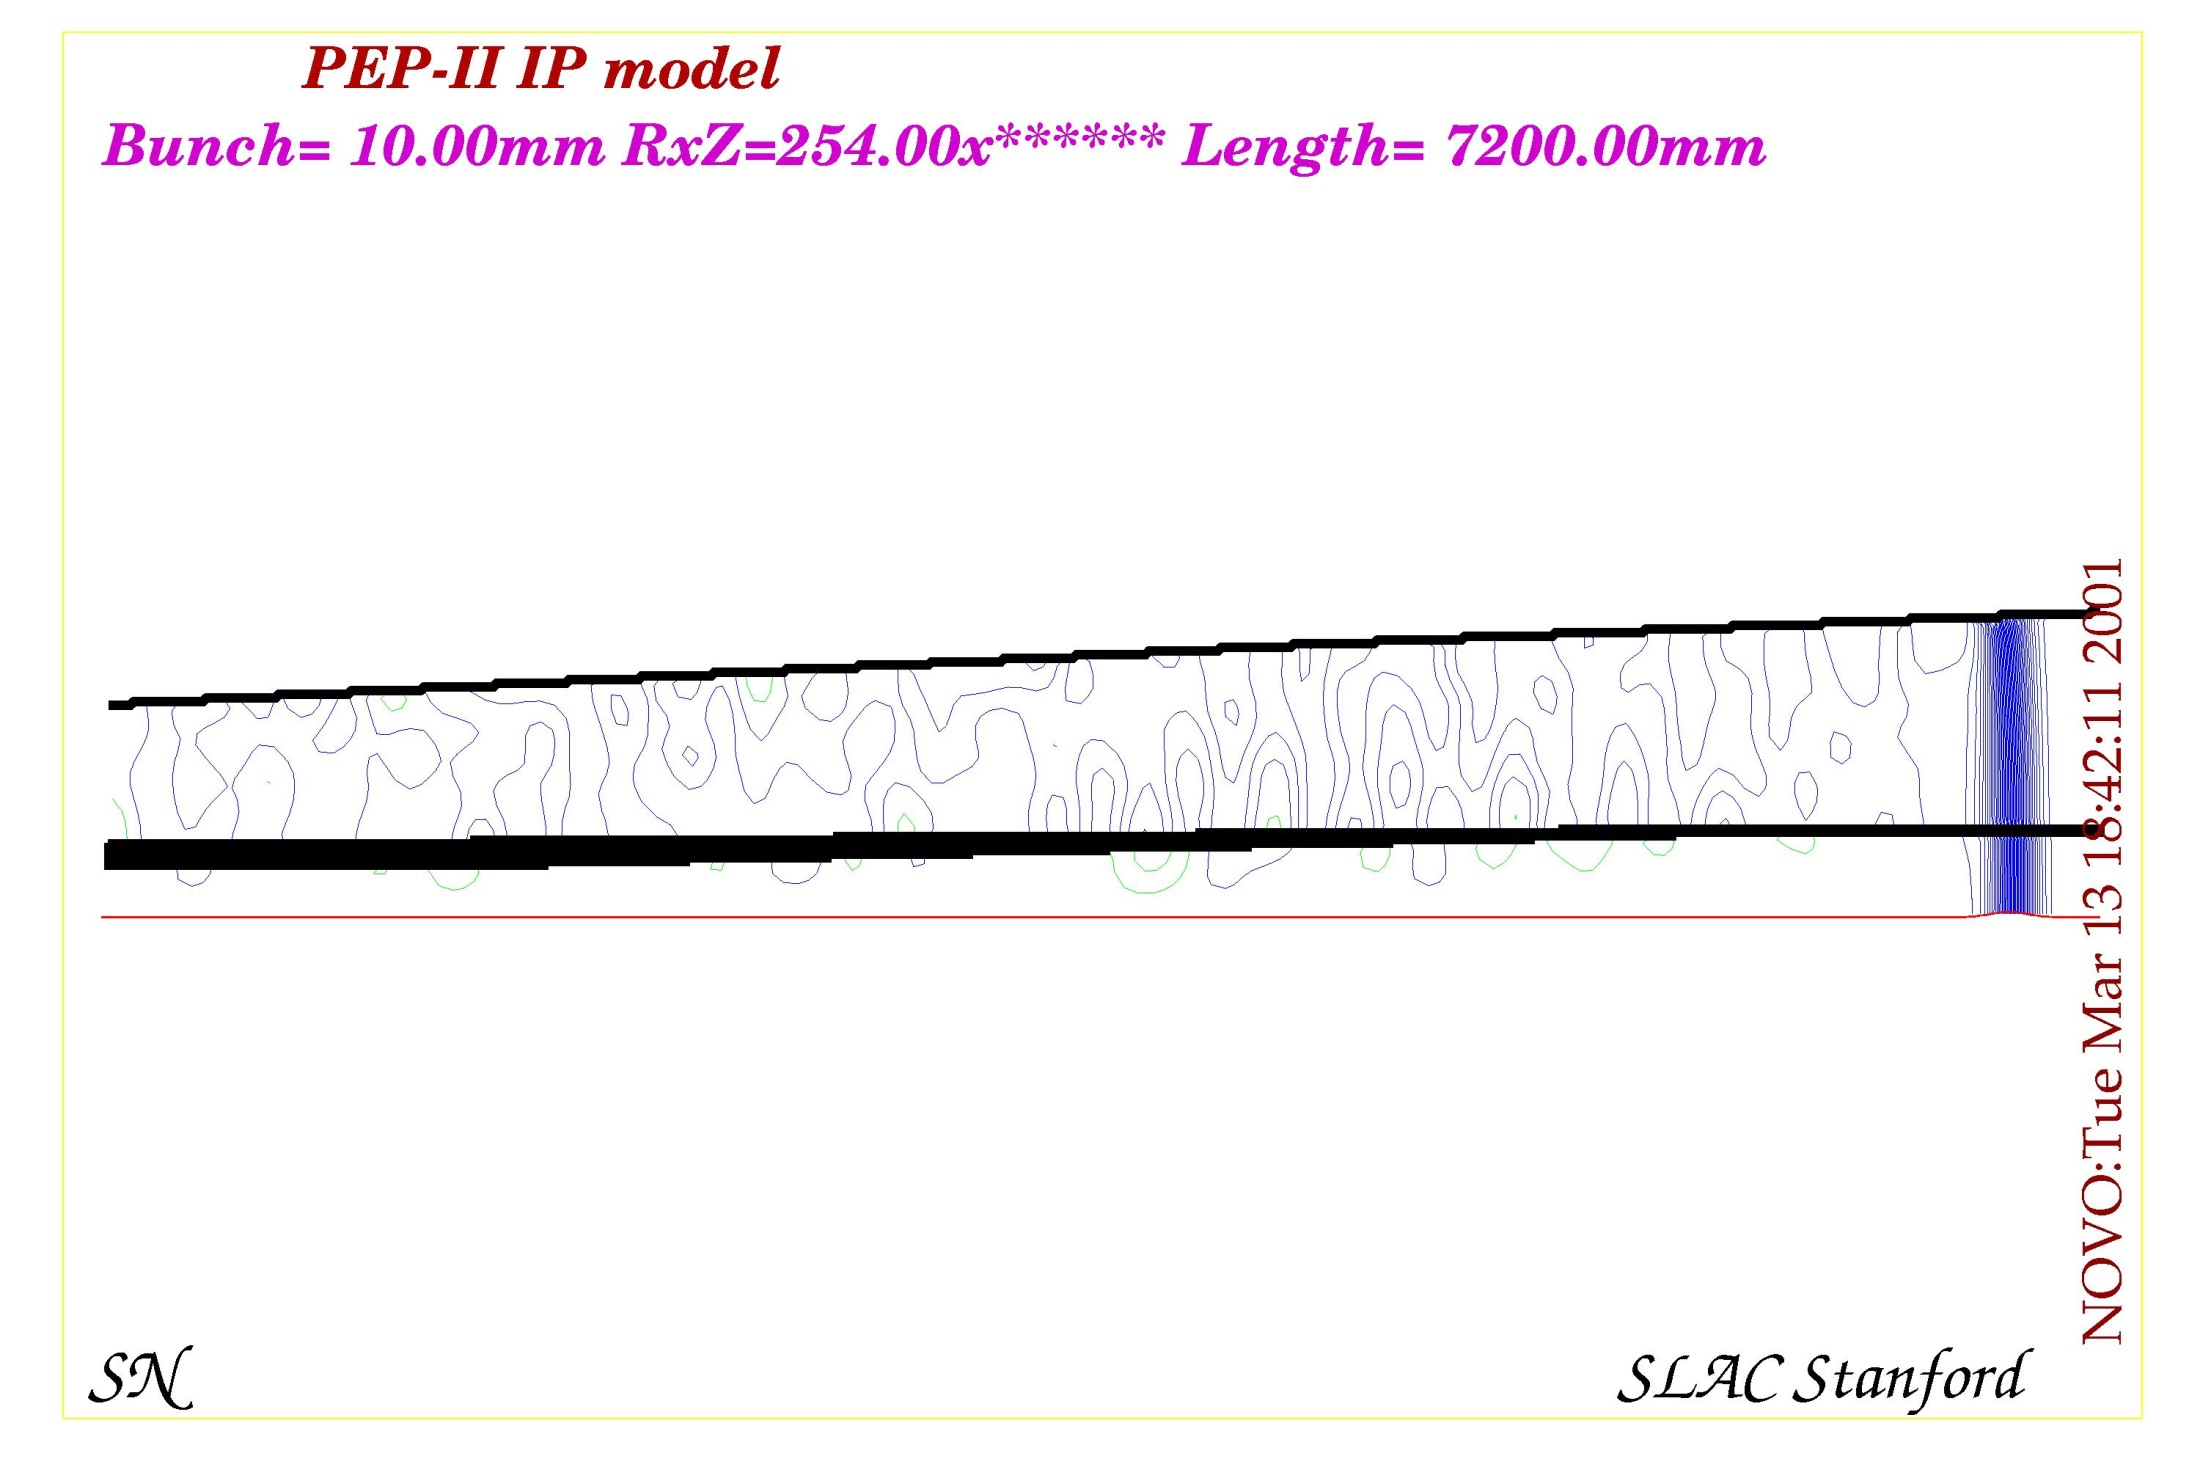 PEP-II IP model
Bunch= 10.00mm RxZ=254.00x****** Length= 7200.00mm
NOVO:Tue Mar 13 18:42:11 2001
SN
SLAC Stanford